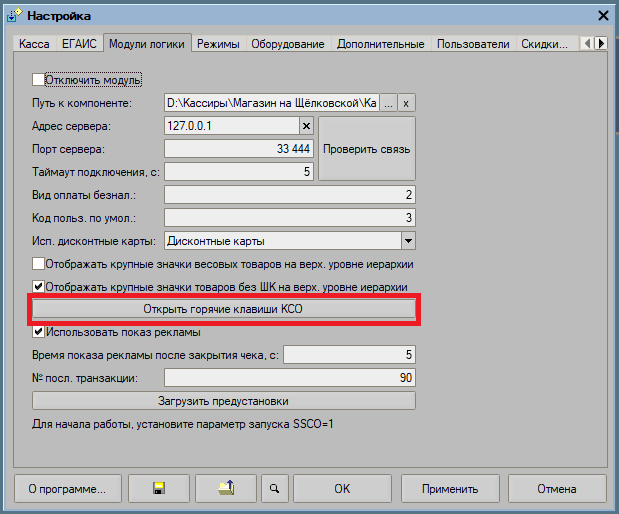 Настройка
Касса ЕГАИС Модули логики Режимы Оборудование Дополнительные Пользователи Скидки...
Отключить модуль
Путь к компоненте: D:\Кассиры\Магазин на Щёлковской\Ка ... x
Адрес сервера: 127.0.0.1
Порт сервера: 33 444
Проверить связь
Таймаут подключения, с: 5
Вид оплаты безнал.: 2
Код польз. по умол.: 3
Исп. дисконтные карты: Дисконтные карты
Отображать крупные значки весовых товаров на верх. уровне иерархии
Отображать крупные значки товаров без ШК на верх. уровне иерархии
Открыть горячие клавиши КСО
Использовать показ рекламы
Время показа рекламы после закрытия чека, с: 5
№ посл. транзакции: 90
Загрузить предустановки
Для начала работы, установите параметр запуска SSCO=1
О программе... OK Применить Отмена